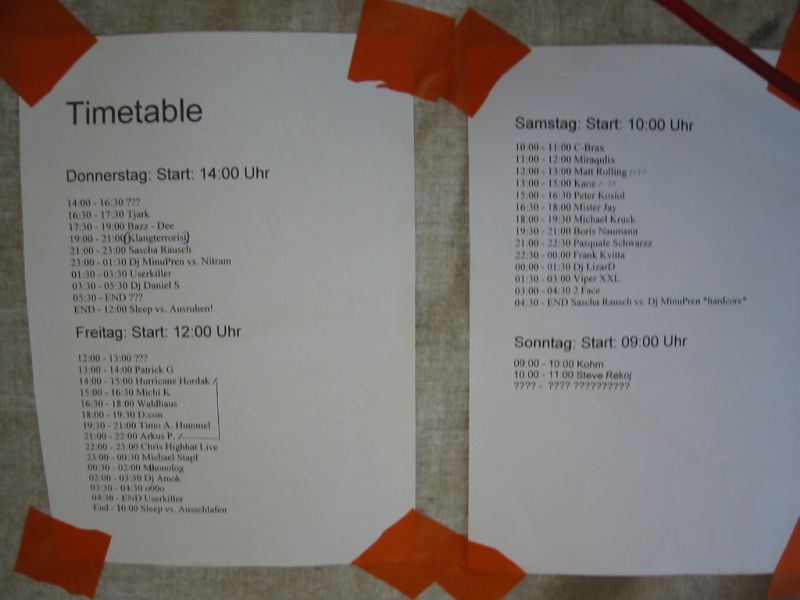 Timetable
Donnerstag: Start: 14:00 Uhr
14:00 - 16:30 ???
16:30 - 17:30 Tjark
17:30 - 19:00 Bazz - Dee
19:00 - 21:00 Klangterrorist
21:00 - 23:00 Sascha Rausch
23:00 - 01:30 Dj MinuPren vs. Nitram
01:30 - 03:30 Userkiller
03:30 - 05:30 Dj Daniel S
05:30 - END ???
END - 12:00 Sleep vs. Ausruhen!
Freitag: Start: 12:00 Uhr
12:00 - 13:00 ???
13:00 - 14:00 Patrick G
14:00 - 15:00 Hurricane Hordak
15:00 - 16:30 Michi K
16:30 - 18:00 Waldhaus
18:00 - 19:30 D:con
19:30 - 21:00 Timo A. Hummel
21:00 - 22:00 Arkus P.
22:00 - 23:00 Chris Highhat Live
23:00 - 00:30 Michael Stapf
00:30 - 02:00 Mhonolog
02:00 - 03:30 Dj Amok
03:30 - 04:30 o00o
04:30 - END Userkiller
End - 10:00 Sleep vs. Ausschlafen
Samstag: Start: 10:00 Uhr
10:00 - 11:00 C-Brax
11:00 - 12:00 Miraqulix
12:00 - 13:00 Matt Rolling
13:00 - 15:00 Kaoz
15:00 - 16:30 Peter Kosiol
16:30 - 18:00 Mister Jay
18:00 - 19:30 Michael Kruck
19:30 - 21:00 Boris Naumann
21:00 - 22:30 Pasquale Schwarzz
22:30 - 00:00 Frank Kvitta
00:00 - 01:30 Dj LizarD
01:30 - 03:00 Viper XXL
03:00 - 04:30 2 Face
04:30 - END Sascha Rausch vs. Dj MinuPren *hardcore*
Sonntag: Start: 09:00 Uhr
09:00 - 10:00 Kohm
10:00 - 11:00 Steve Rekoj
???? - ???? ??????????